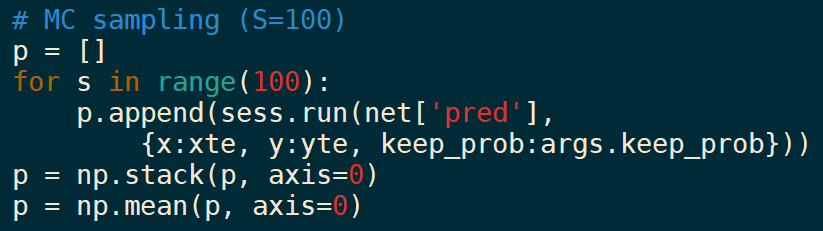 # MC sampling (S=100)
p = []
for s in range(100):
    p.append(sess.run(net['pred'],
        {x:xte, y:yte, keep_prob:args.keep_prob}))
p = np.stack(p, axis=0)
p = np.mean(p, axis=0)